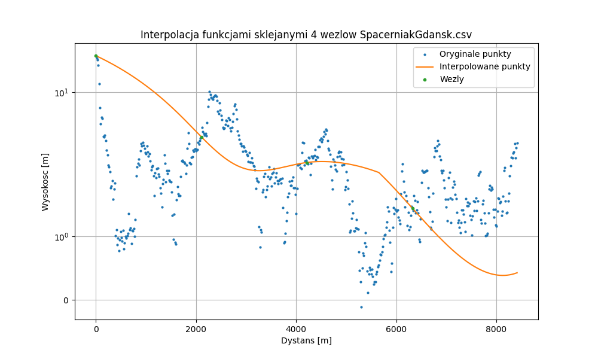 Interpolacja funkcjami sklejanymi 4 wezlow SpacerniakGdansk.csv
Oryginale punkty
Interpolowane punkty
Wezly
Wysokosc [m]
10¹
10⁰
0
0
2000
4000
6000
8000
Dystans [m]